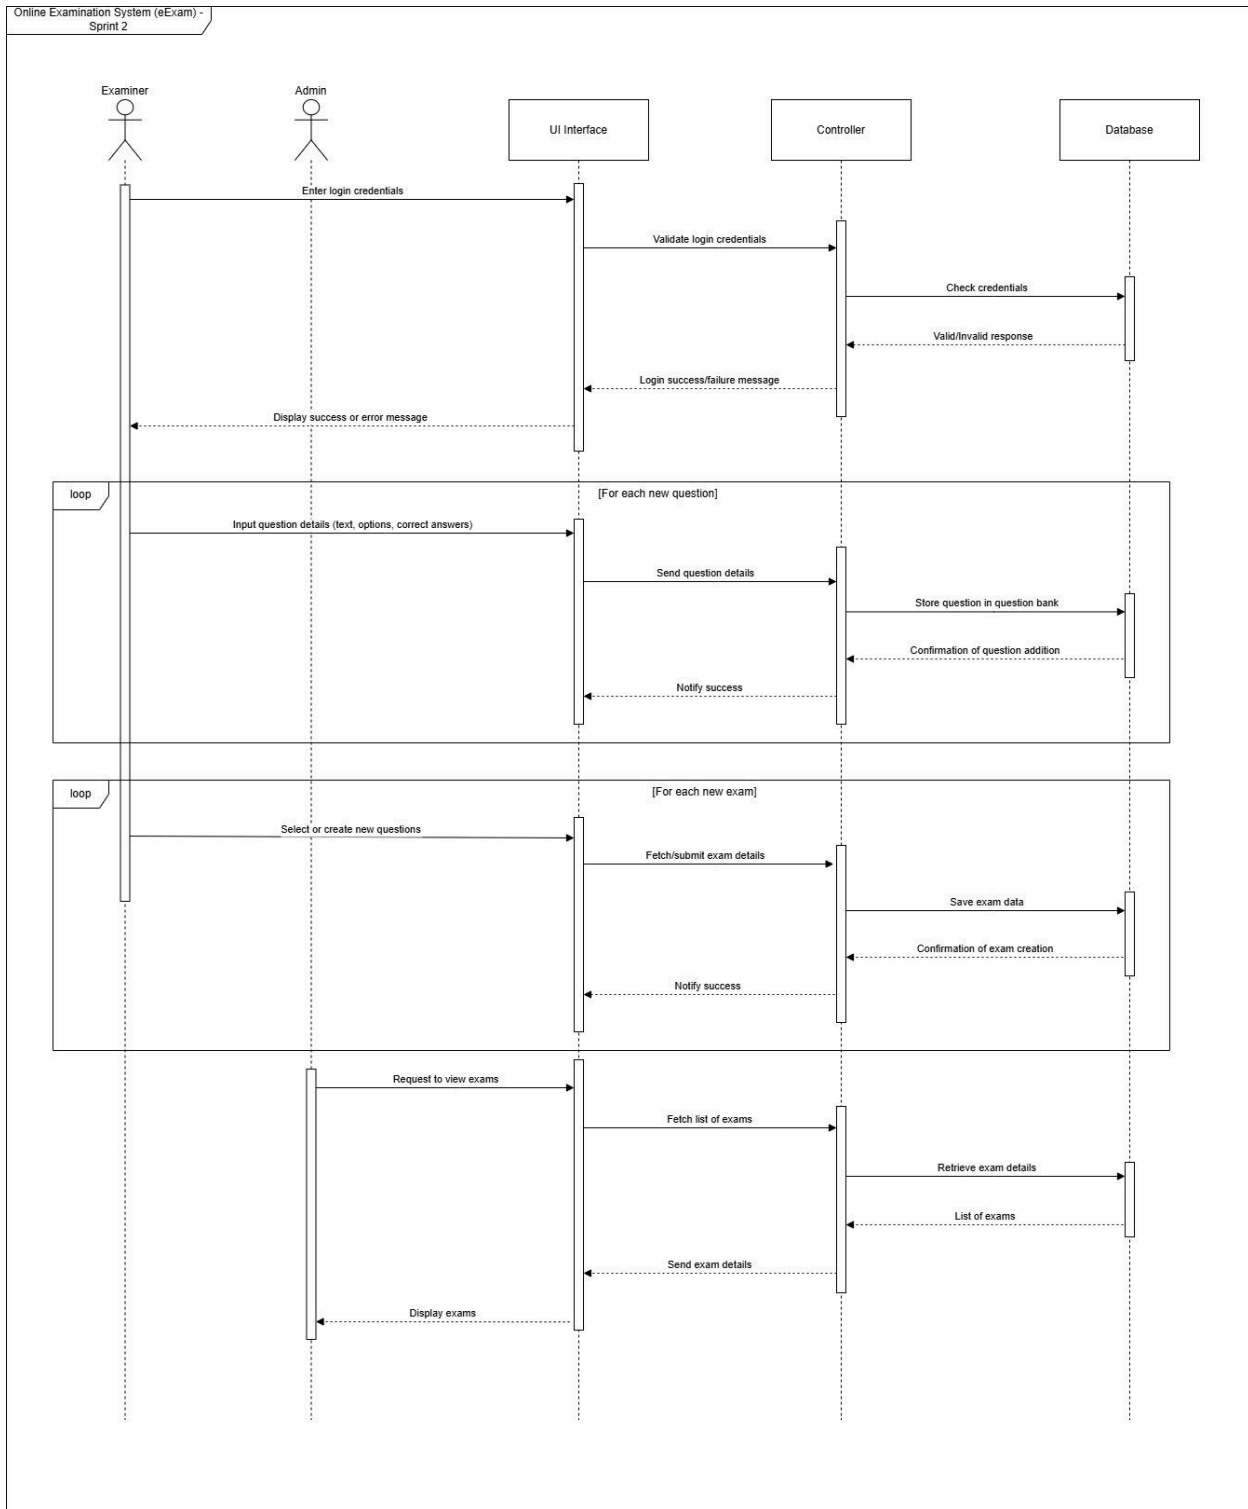 Online Examination System (eExam) -
Sprint 2
Examiner
Admin
UI Interface
Controller
Database
Enter login credentials
Validate login credentials
Check credentials
Valid/Invalid response
Login success/failure message
Display success or error message
loop
[For each new question]
Input question details (text, options, correct answers)
Send question details
Store question in question bank
Confirmation of question addition
Notify success
loop
[For each new exam]
Select or create new questions
Fetch/submit exam details
Save exam data
Confirmation of exam creation
Notify success
Request to view exams
Fetch list of exams
Retrieve exam details
List of exams
Send exam details
Display exams